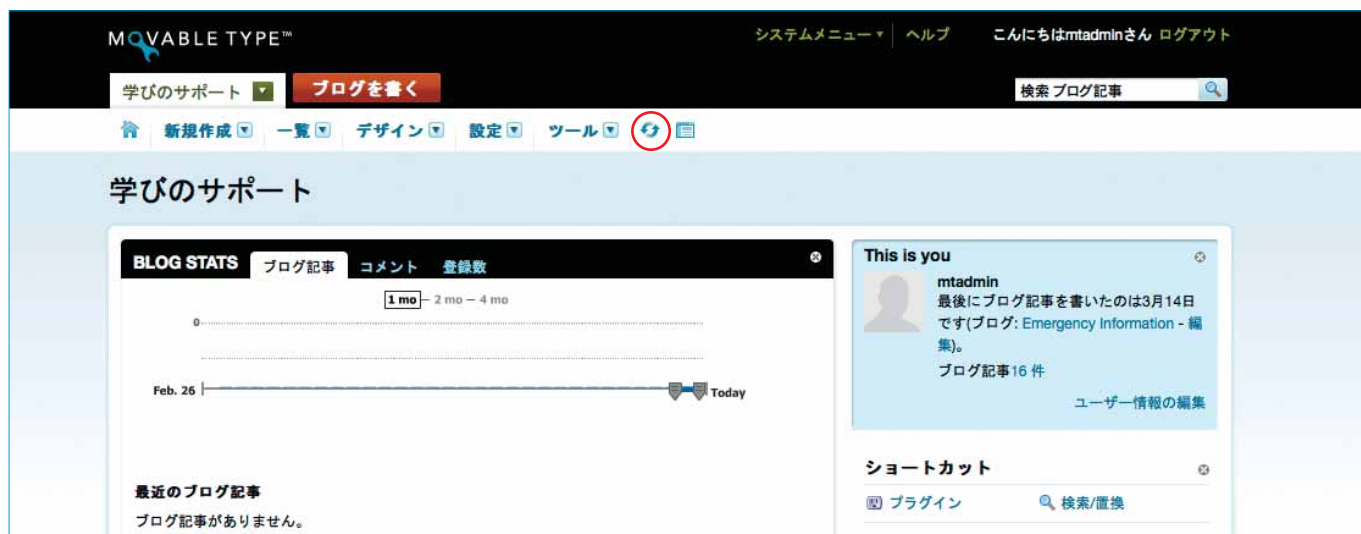 MOVABLE TYPE™
システムメニュー ヘルプ こんにちはmtadminさん ログアウト
学びのサポート ブログを書く 検索 ブログ記事
新規作成 一覧 デザイン 設定 ツール
学びのサポート
BLOG STATS ブログ記事 コメント 登録数
1 mo – 2 mo – 4 mo
0
Feb. 26 Today
最近のブログ記事
ブログ記事がありません。
This is you
mtadmin
最後にブログ記事を書いたのは3月14日
です(ブログ: Emergency Information - 編
集)。
ブログ記事16 件
ユーザー情報の編集
ショートカット
プラグイン 検索/置換